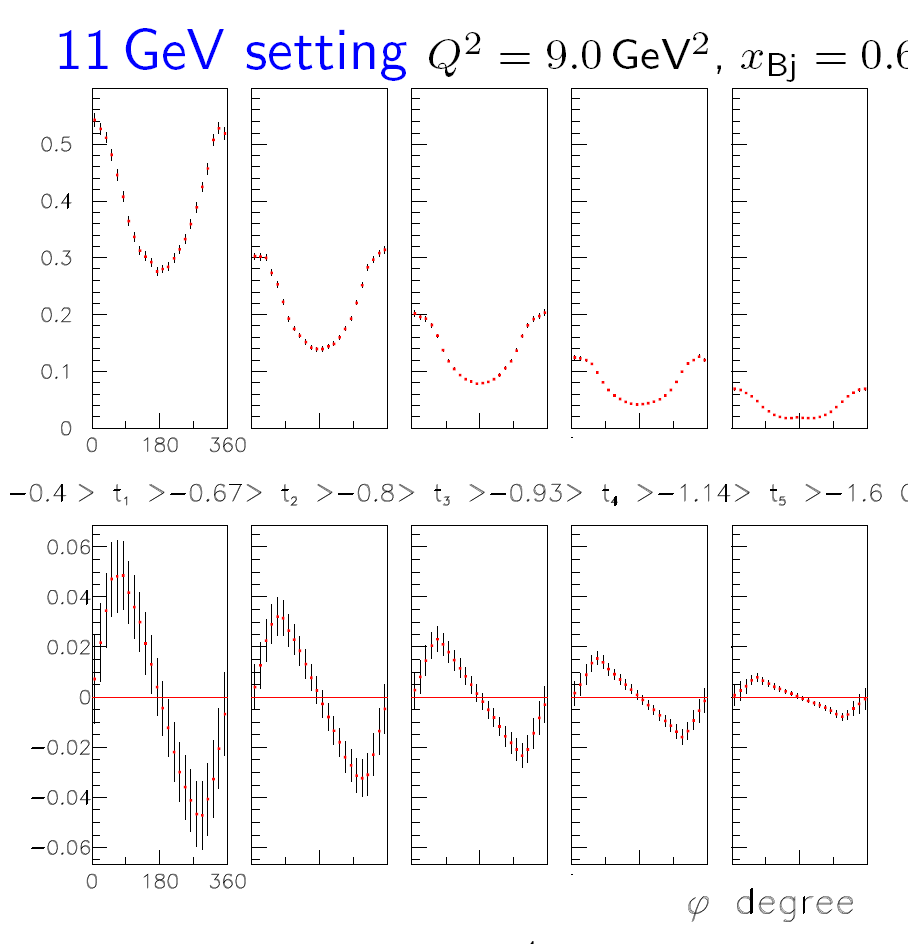 11 GeV setting Q² = 9.0 GeV², x_Bj = 0.6
0.5
0.4
0.3
0.2
0.1
0
0 180 360
−0.4 > t₁ >−0.67> t₂ >−0.8> t₃ >−0.93> t₄ >−1.14> t₅ >−1.6
0.06
0.04
0.02
0
−0.02
−0.04
−0.06
0 180 360
φ degree